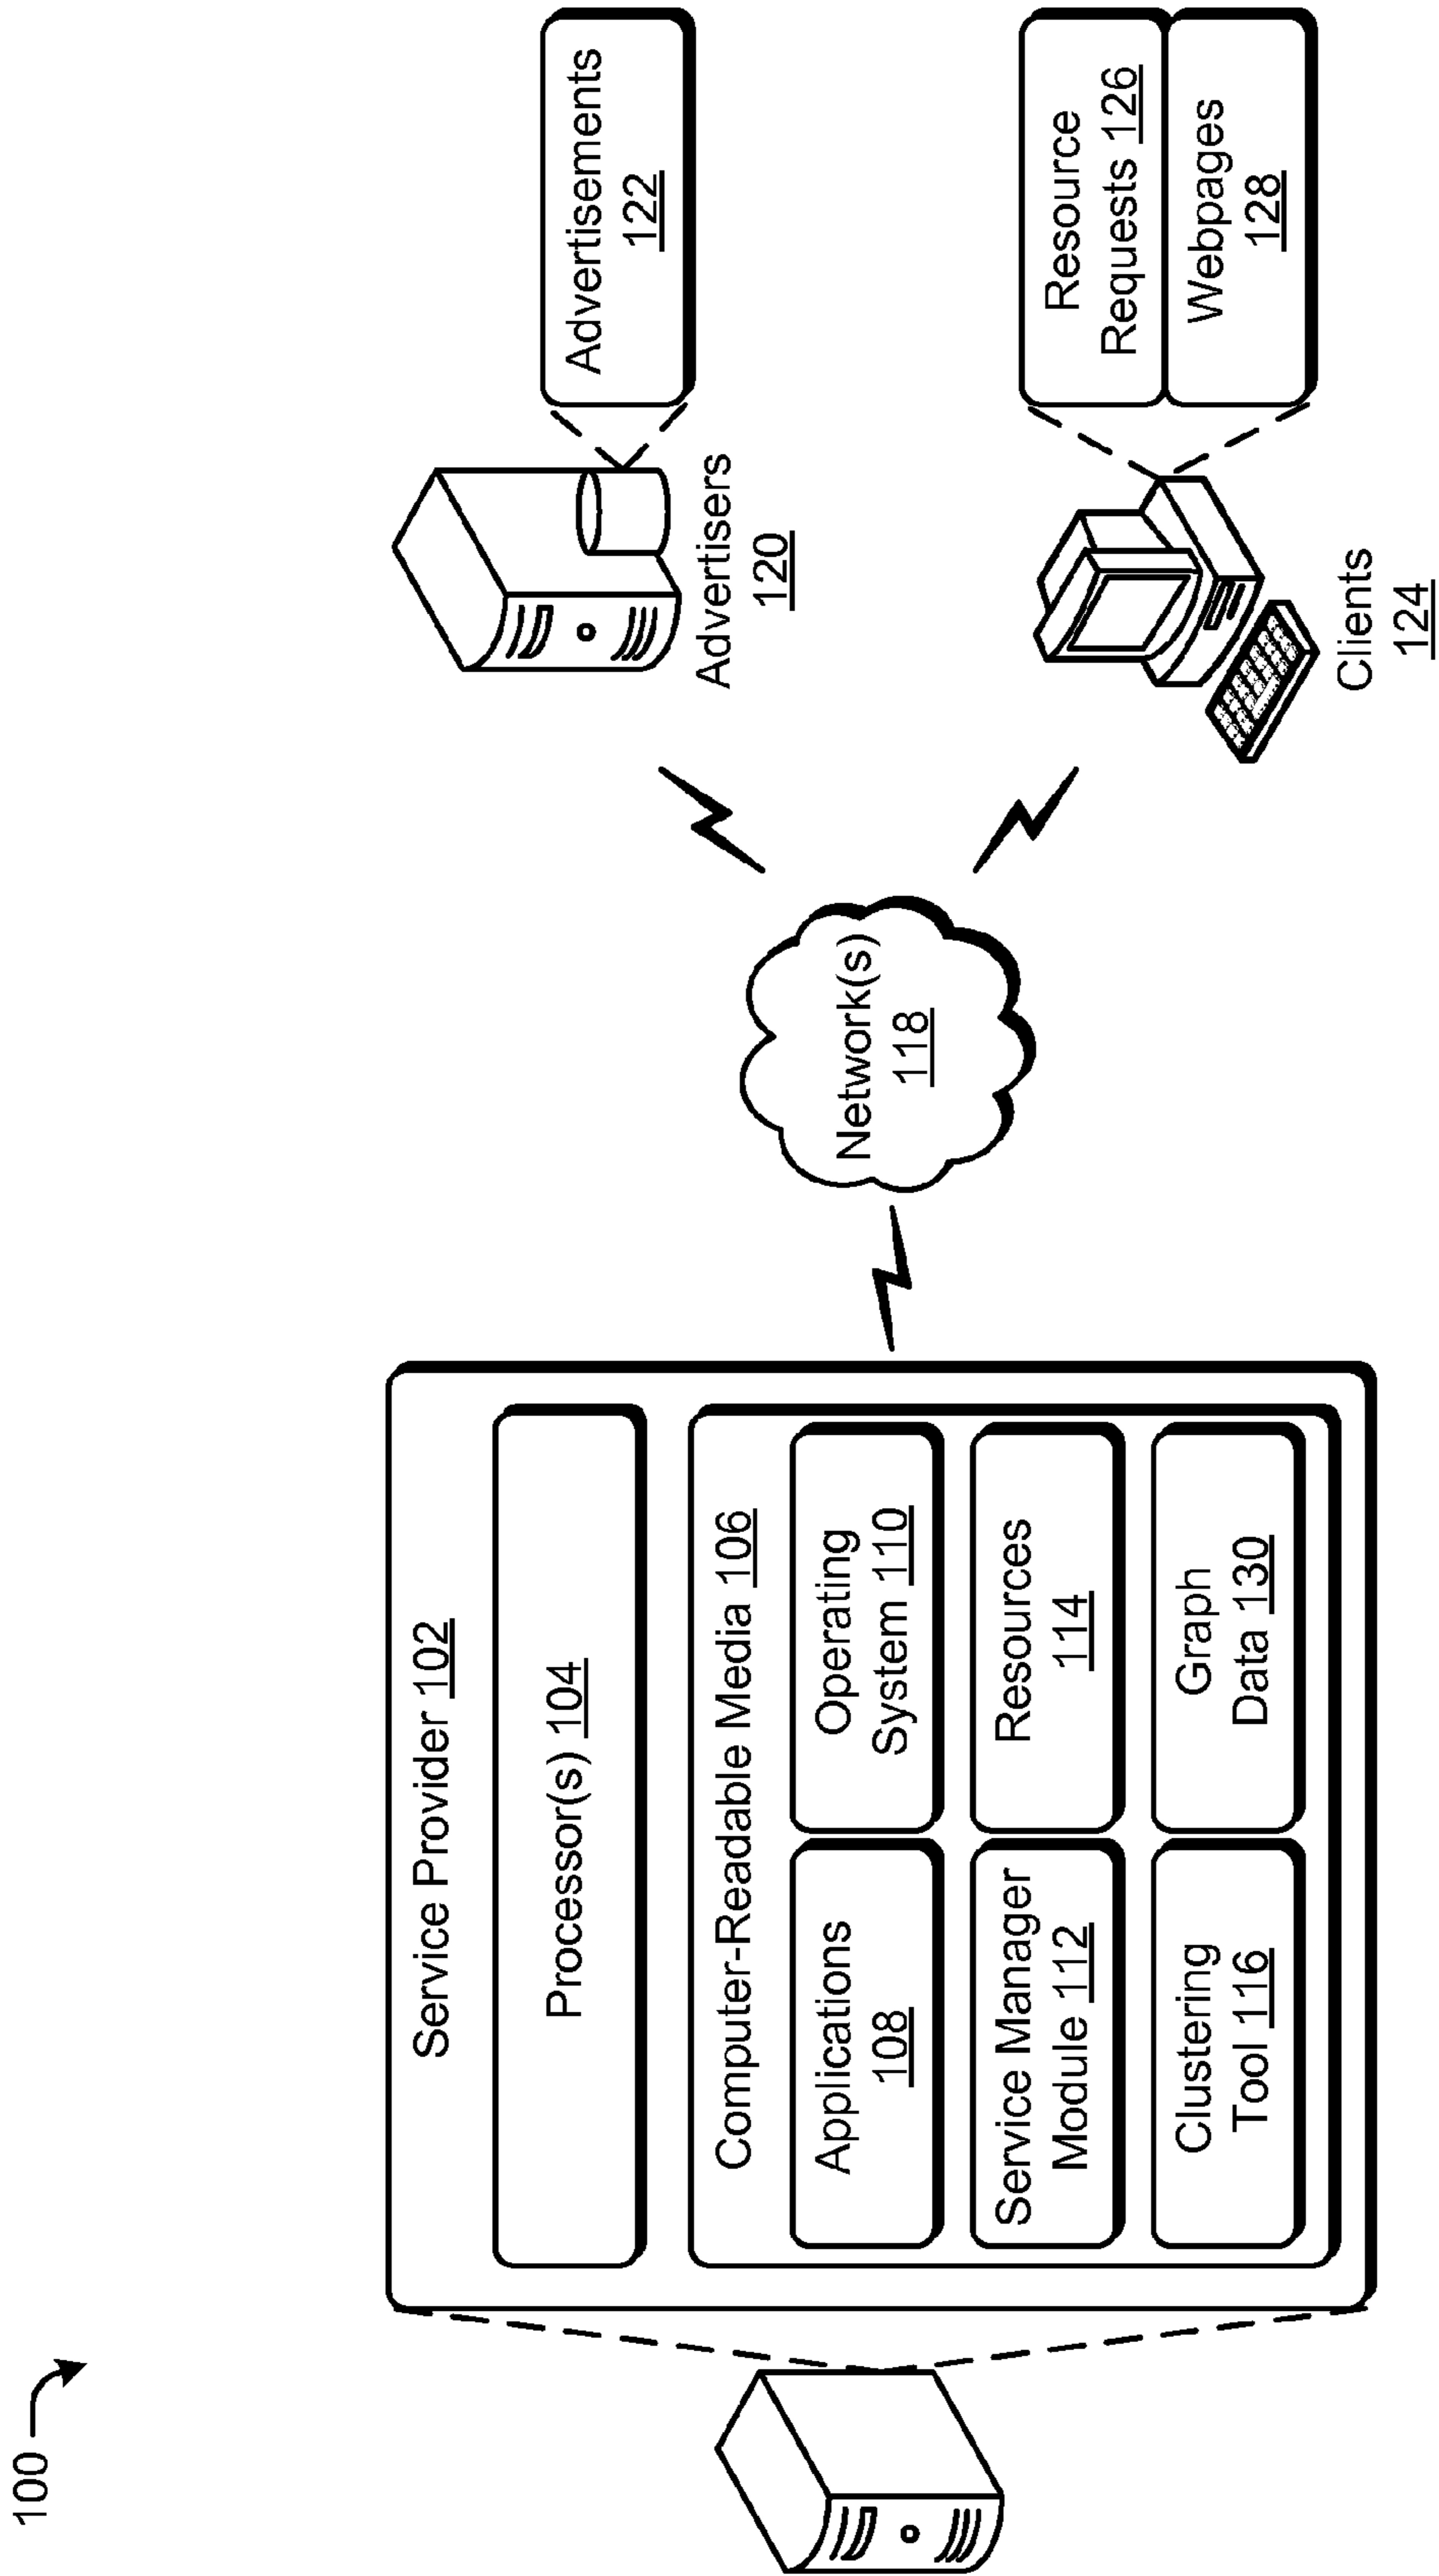 100
Service Provider 102
Processor(s) 104
Computer-Readable Media 106
Applications
108
Operating
System 110
Service Manager
Module 112
Resources
114
Clustering
Tool 116
Graph
Data 130
Network(s)
118
Advertisers
120
Advertisements
122
Clients
124
Resource
Requests 126
Webpages
128